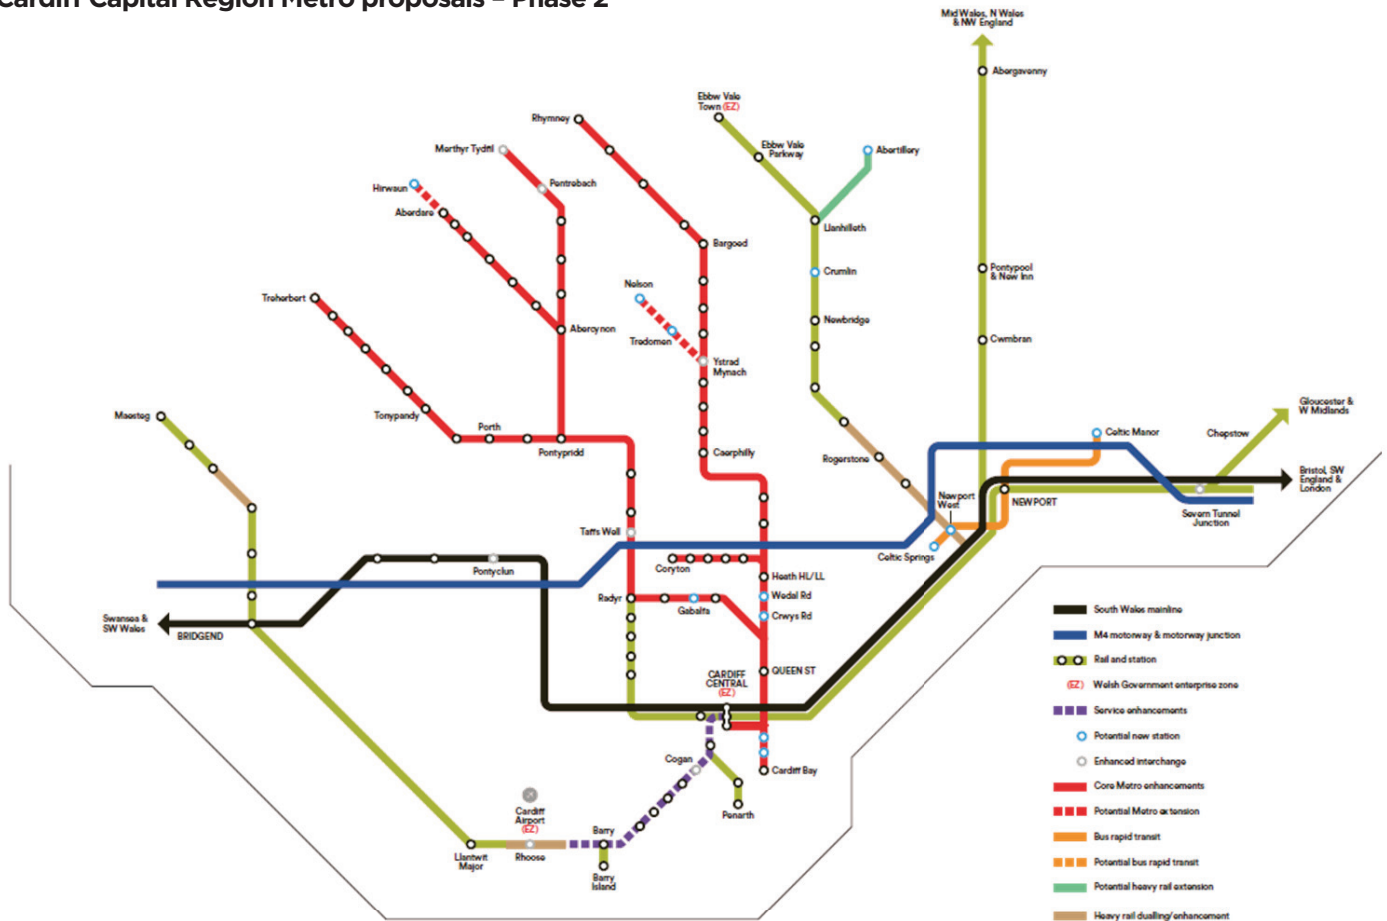 Cardiff Capital Region Metro proposals – Phase 2
Mid Wales, N Wales
& NW England
Abergavenny
Ebbw Vale
Town (EZ)
Rhymney
Ebbw Vale
Parkway
Abertillery
Merthyr Tydfil
Pentrebach
Hirwaun
Aberdare
Llanhilleth
Bargoed
Crumlin
Pontypool
& New Inn
Nelson
Treherbert
Newbridge
Abercynon
Tredomen
Cwmbran
Ystrad
Mynach
Maesteg
Tonypandy
Porth
Pontypridd
Caerphilly
Rogerstone
Celtic Manor
Chepstow
Gloucester &
W Midlands
Bristol, SW
England &
London
Newport
West
NEWPORT
Severn Tunnel
Junction
Taffs Well
Celtic Springs
Pontyclun
Coryton
Heath HL/LL
Wedal Rd
Radyr
Gabalfa
Crwys Rd
Swansea &
SW Wales
BRIDGEND
QUEEN ST
CARDIFF
CENTRAL
(EZ)
Cogan
Cardiff Bay
Penarth
Cardiff
Airport
(EZ)
Llantwit
Major
Rhoose
Barry
Barry
Island
South Wales mainline
M4 motorway & motorway junction
Rail and station
(EZ) Welsh Government enterprise zone
Service enhancements
Potential new station
Enhanced interchange
Core Metro enhancements
Potential Metro extension
Bus rapid transit
Potential bus rapid transit
Potential heavy rail extension
Heavy rail dualling/enhancement